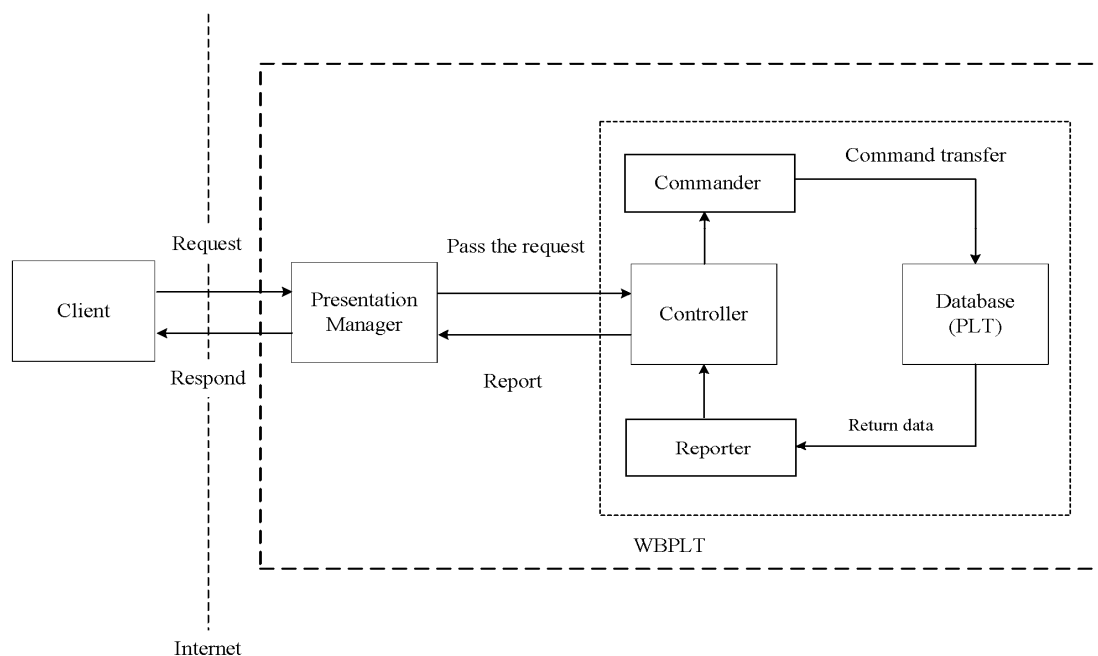 Command transfer
Commander
Request
Pass the request
Client
Presentation
Manager
Controller
Database
(PLT)
Respond
Report
Return data
Reporter
WBPLT
Internet